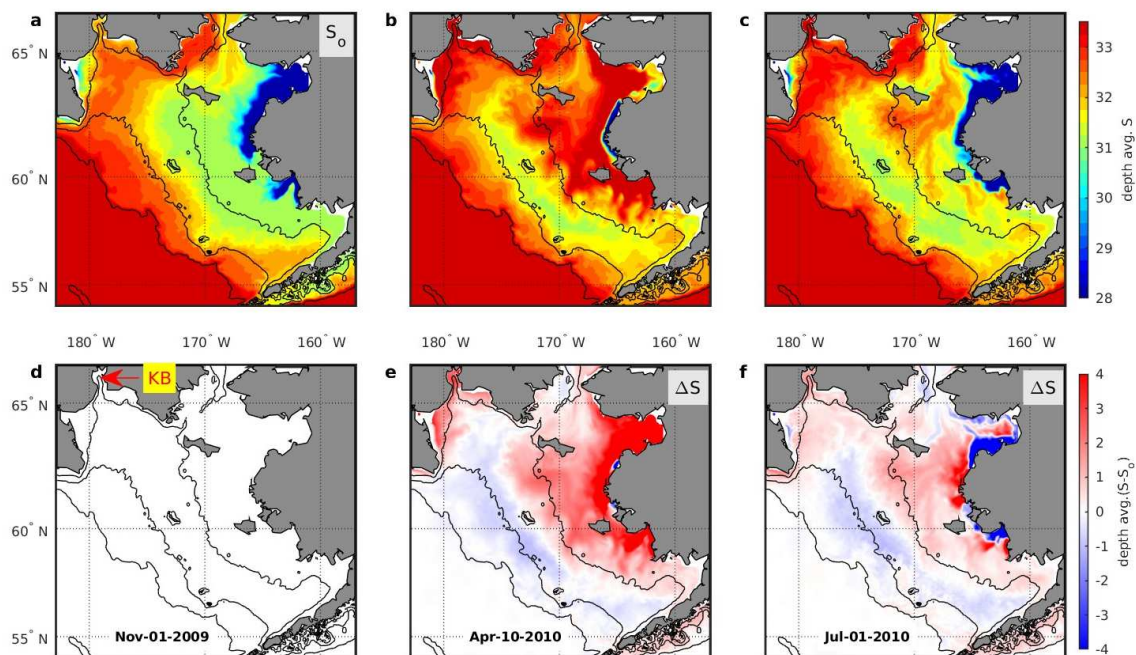 a
S₀
b
c
65° N
60° N
55° N
33
32
31
30
29
28
depth avg. S
180° W
170° W
160° W
180° W
170° W
160° W
180° W
170° W
160° W
d
KB
e
ΔS
f
ΔS
65° N
60° N
55° N
4
3
2
1
0
-1
-2
-3
-4
depth avg.(S-S₀)
Nov-01-2009
Apr-10-2010
Jul-01-2010